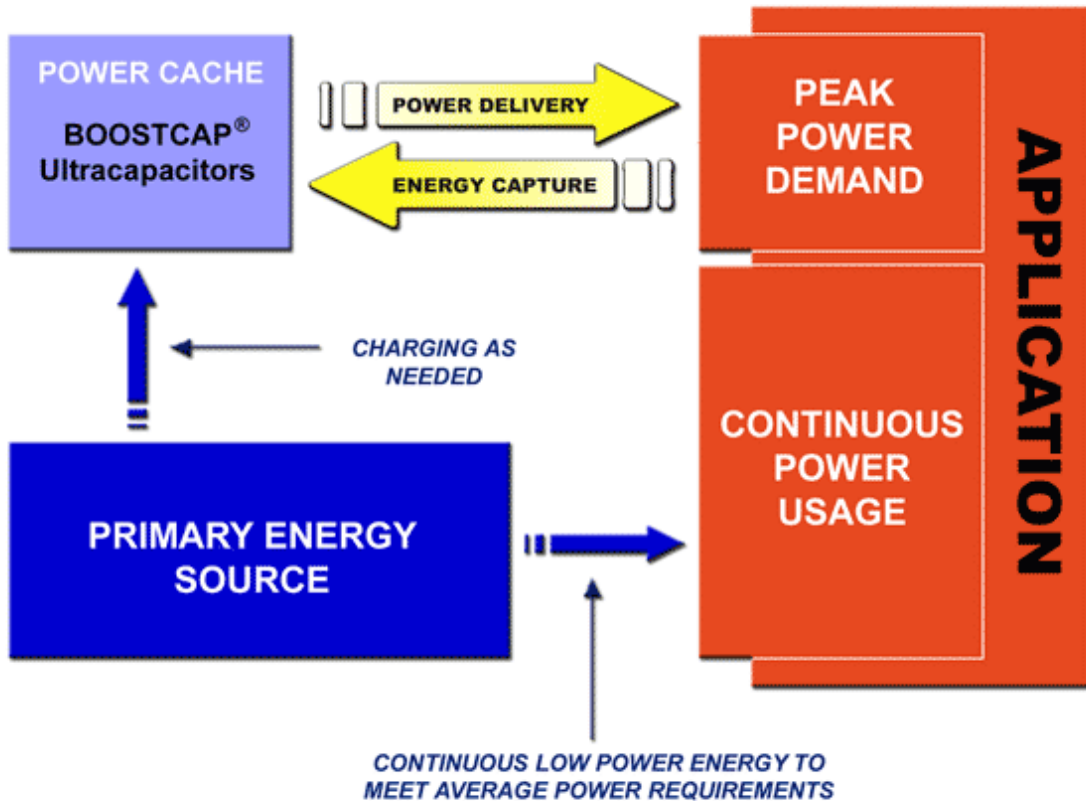 POWER CACHE
BOOSTCAP®
Ultracapacitors
POWER DELIVERY
ENERGY CAPTURE
PEAK
POWER
DEMAND
APPLICATION
CHARGING AS
NEEDED
PRIMARY ENERGY
SOURCE
CONTINUOUS
POWER
USAGE
CONTINUOUS LOW POWER ENERGY TO
MEET AVERAGE POWER REQUIREMENTS